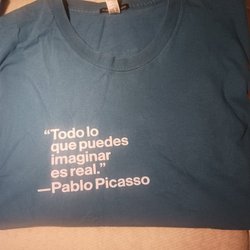 “Todo lo
que puedes
imaginar
es real.”
—Pablo Picasso